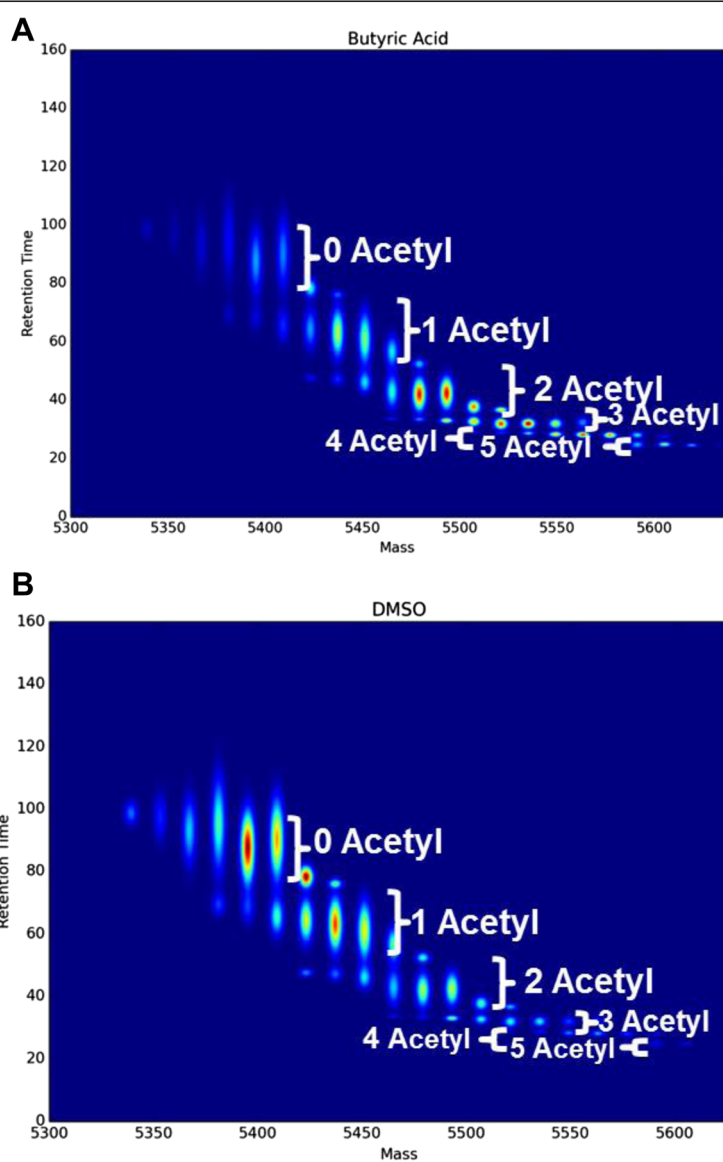 A
Butyric Acid
160
140
120
100
80
60
40
20
0
Retention Time
0 Acetyl
1 Acetyl
2 Acetyl
3 Acetyl
4 Acetyl
5 Acetyl
5300 5350 5400 5450 5500 5550 5600
Mass
B
DMSO
160
140
120
100
80
60
40
20
0
Retention Time
0 Acetyl
1 Acetyl
2 Acetyl
3 Acetyl
4 Acetyl
5 Acetyl
5300 5350 5400 5450 5500 5550 5600
Mass